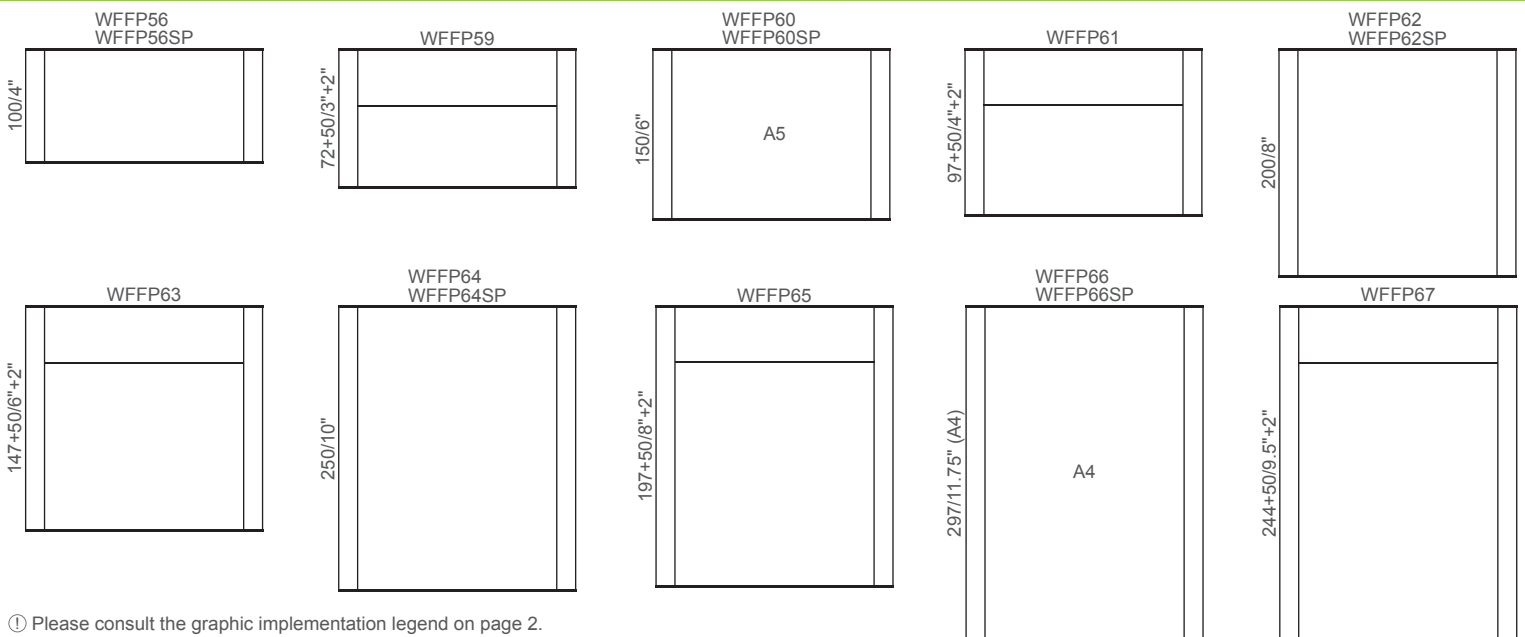 WFFP56
WFFP56SP
100/4"
WFFP59
72+50/3"+2"
WFFP60
WFFP60SP
150/6"
A5
WFFP61
97+50/4"+2"
WFFP62
WFFP62SP
200/8"
WFFP63
147+50/6"+2"
WFFP64
WFFP64SP
250/10"
WFFP65
197+50/8"+2"
WFFP66
WFFP66SP
297/11.75" (A4)
A4
WFFP67
244+50/9.5"+2"
! Please consult the graphic implementation legend on page 2.